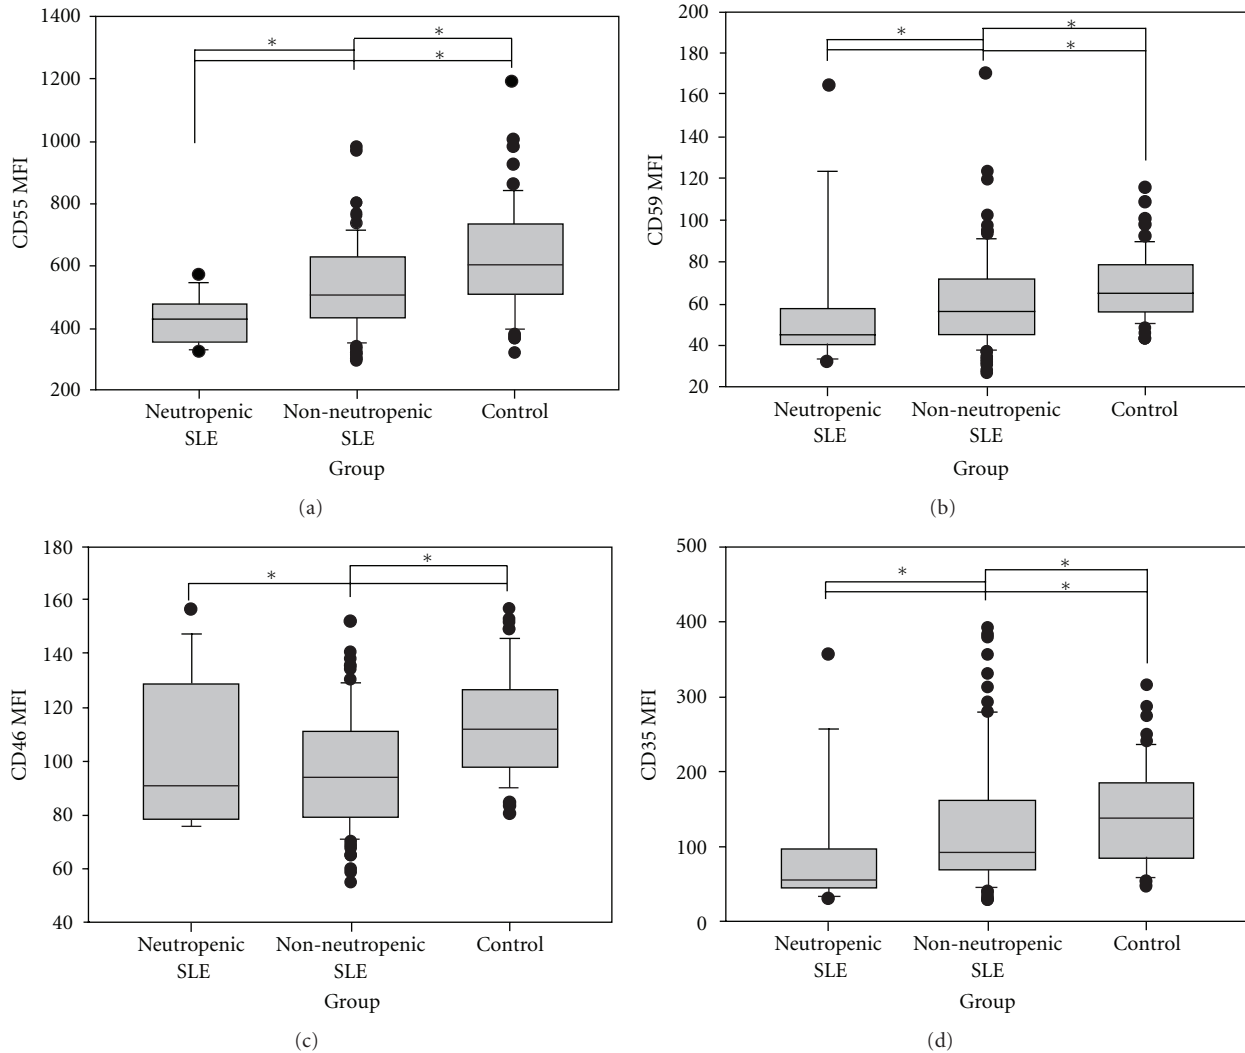 1400
1200
1000
800
600
400
200
CD55 MFI
*
*
*
Neutropenic
SLE
Non-neutropenic
SLE
Control
Group
(a)
200
180
160
140
120
100
80
60
40
20
CD59 MFI
*
*
*
Neutropenic
SLE
Non-neutropenic
SLE
Control
Group
(b)
180
160
140
120
100
80
60
40
CD46 MFI
*
*
Neutropenic
SLE
Non-neutropenic
SLE
Control
Group
(c)
500
400
300
200
100
0
CD35 MFI
*
*
*
Neutropenic
SLE
Non-neutropenic
SLE
Control
Group
(d)